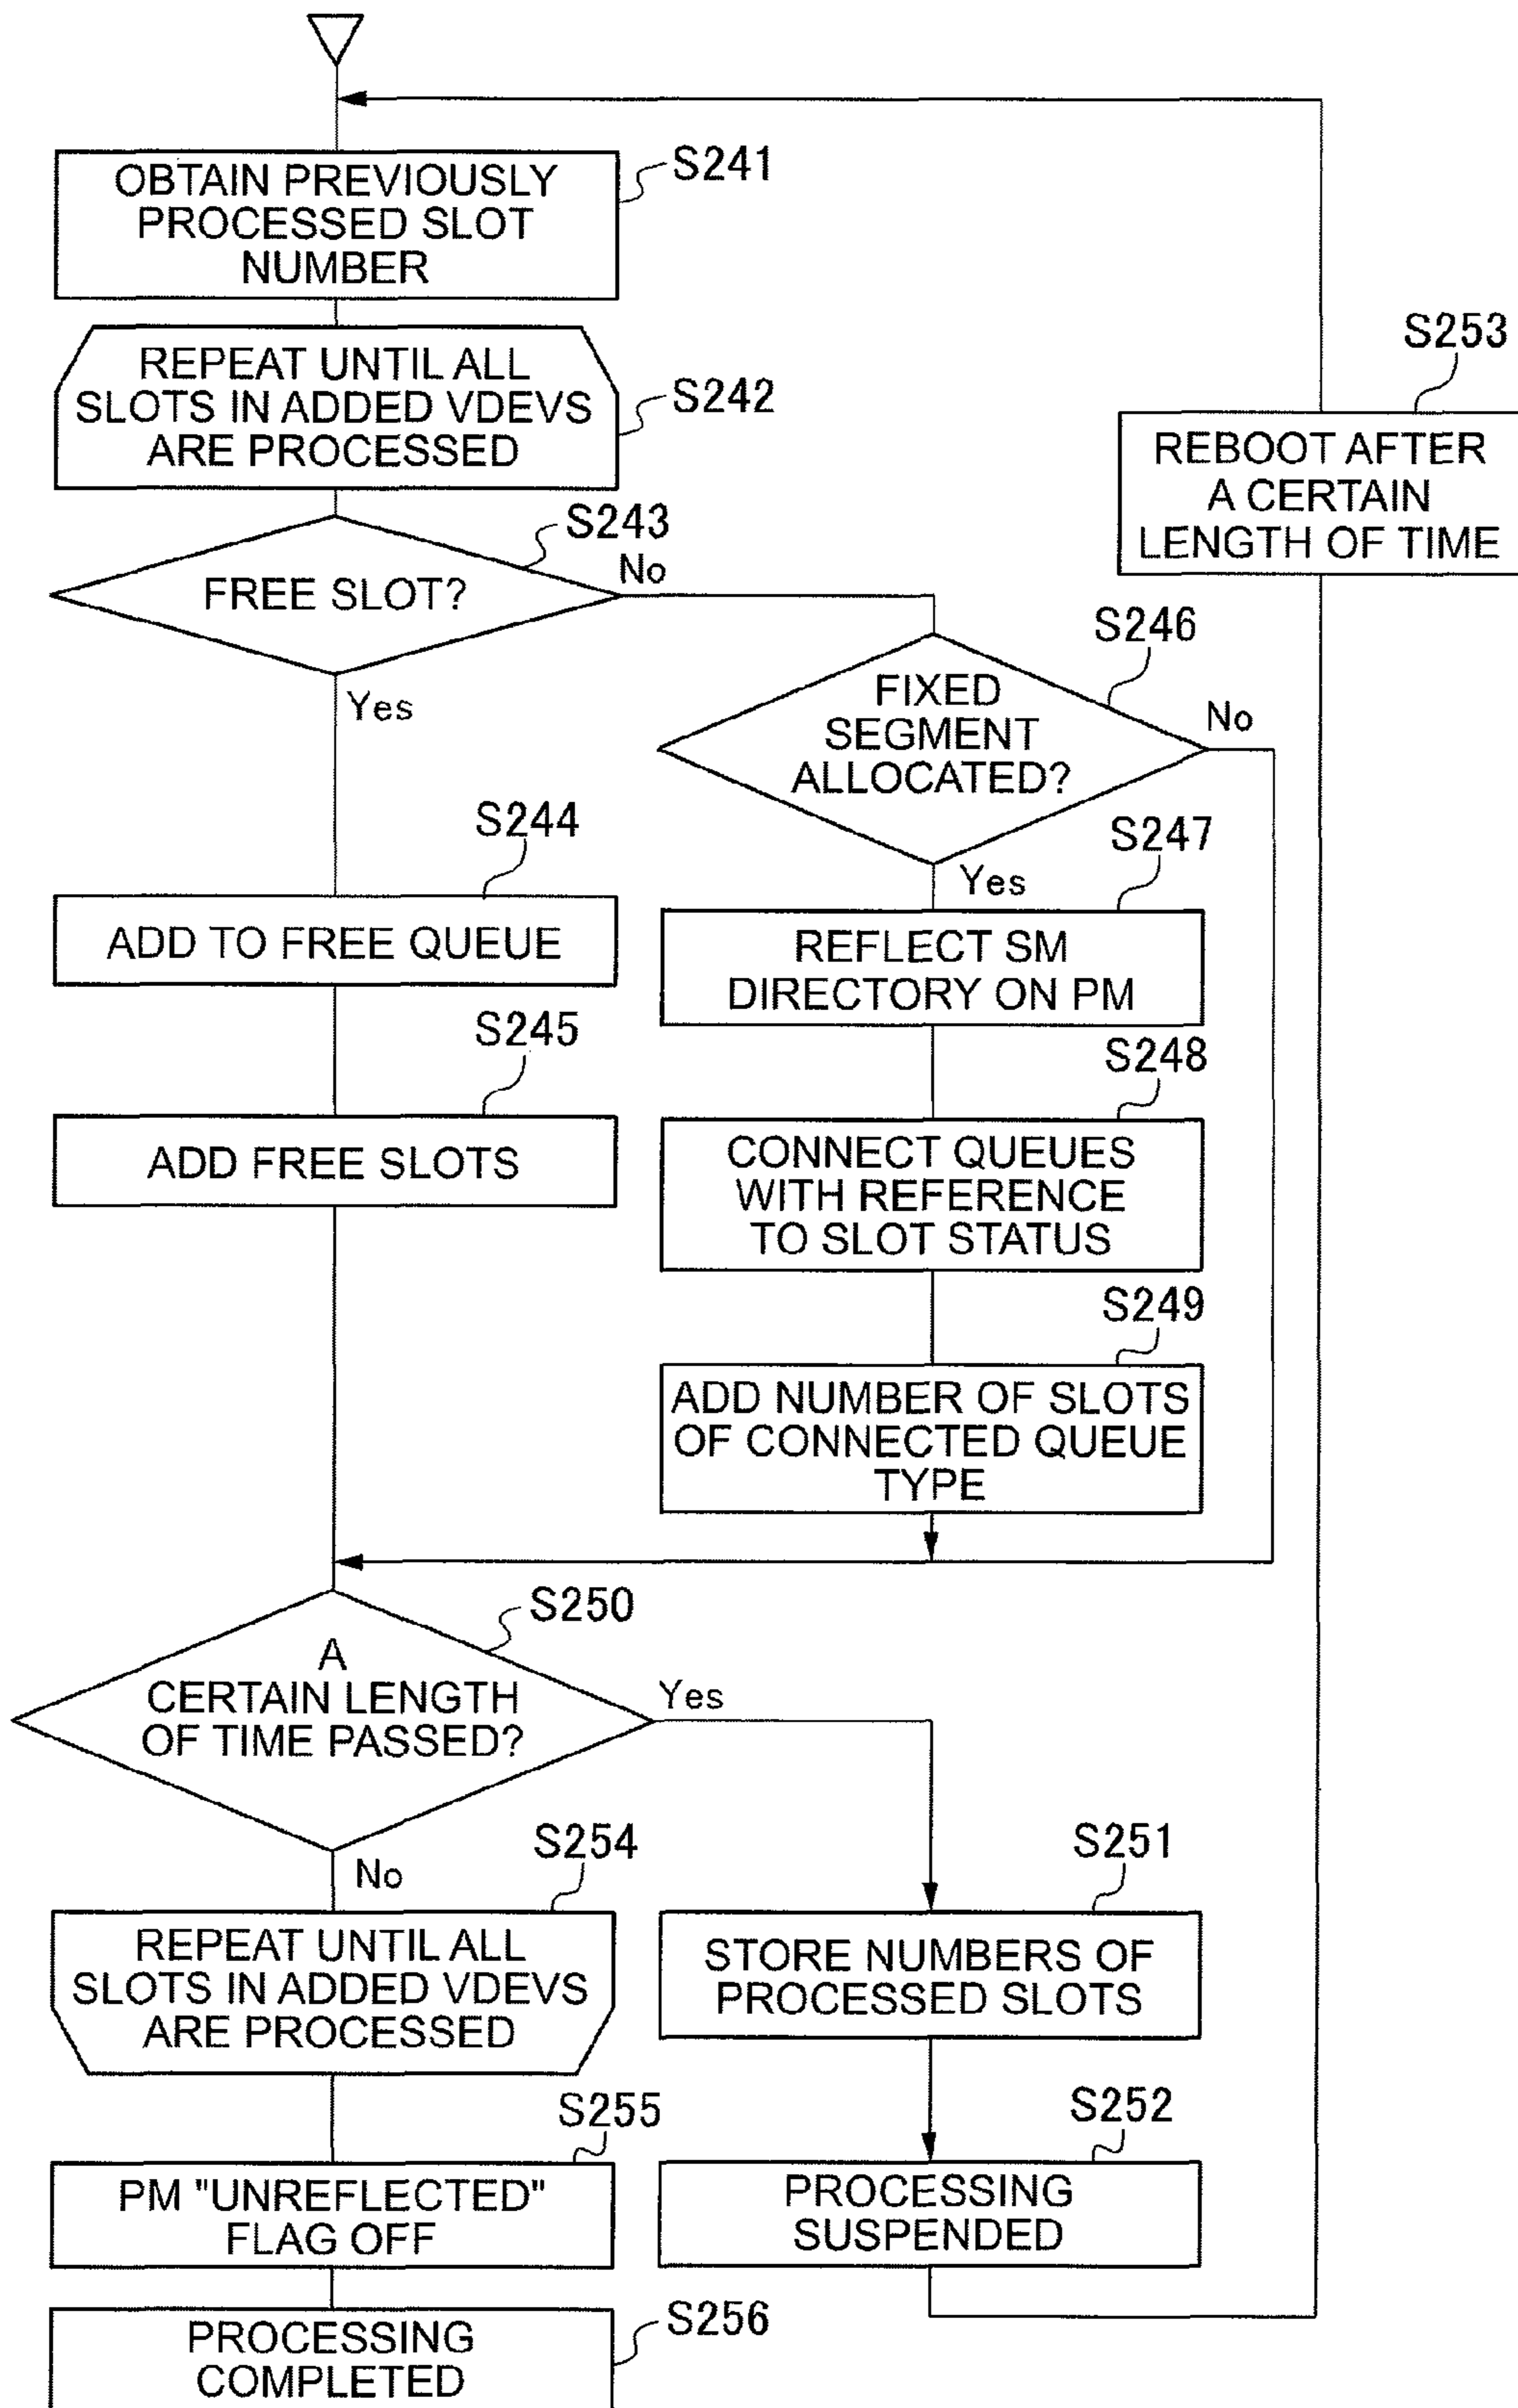 S241
OBTAIN PREVIOUSLY
PROCESSED SLOT
NUMBER
S242
REPEAT UNTIL ALL
SLOTS IN ADDED VDEVS
ARE PROCESSED
S253
REBOOT AFTER
A CERTAIN
LENGTH OF TIME
S243
FREE SLOT?
No
Yes
S246
FIXED
SEGMENT
ALLOCATED?
No
Yes
S244
ADD TO FREE QUEUE
S247
REFLECT SM
DIRECTORY ON PM
S245
ADD FREE SLOTS
S248
CONNECT QUEUES
WITH REFERENCE
TO SLOT STATUS
S249
ADD NUMBER OF SLOTS
OF CONNECTED QUEUE
TYPE
S250
A
CERTAIN LENGTH
OF TIME PASSED?
Yes
No
S254
REPEAT UNTIL ALL
SLOTS IN ADDED VDEVS
ARE PROCESSED
S251
STORE NUMBERS OF
PROCESSED SLOTS
S255
PM "UNREFLECTED"
FLAG OFF
S252
PROCESSING
SUSPENDED
S256
PROCESSING
COMPLETED